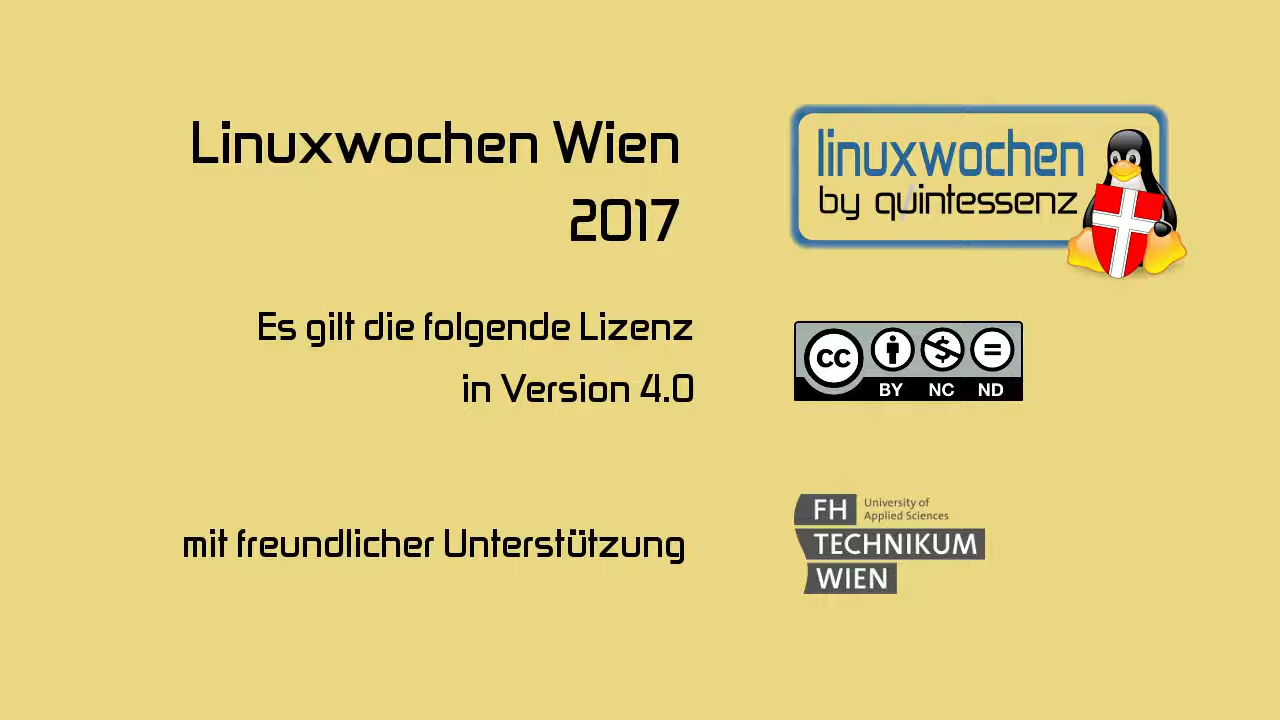 Linuxwochen Wien
2017
linuxwochen
by quintessenz
Es gilt die folgende Lizenz
in Version 4.0
cc
BY NC ND
mit freundlicher Unterstützung
FH University of
Applied Sciences
TECHNIKUM
WIEN